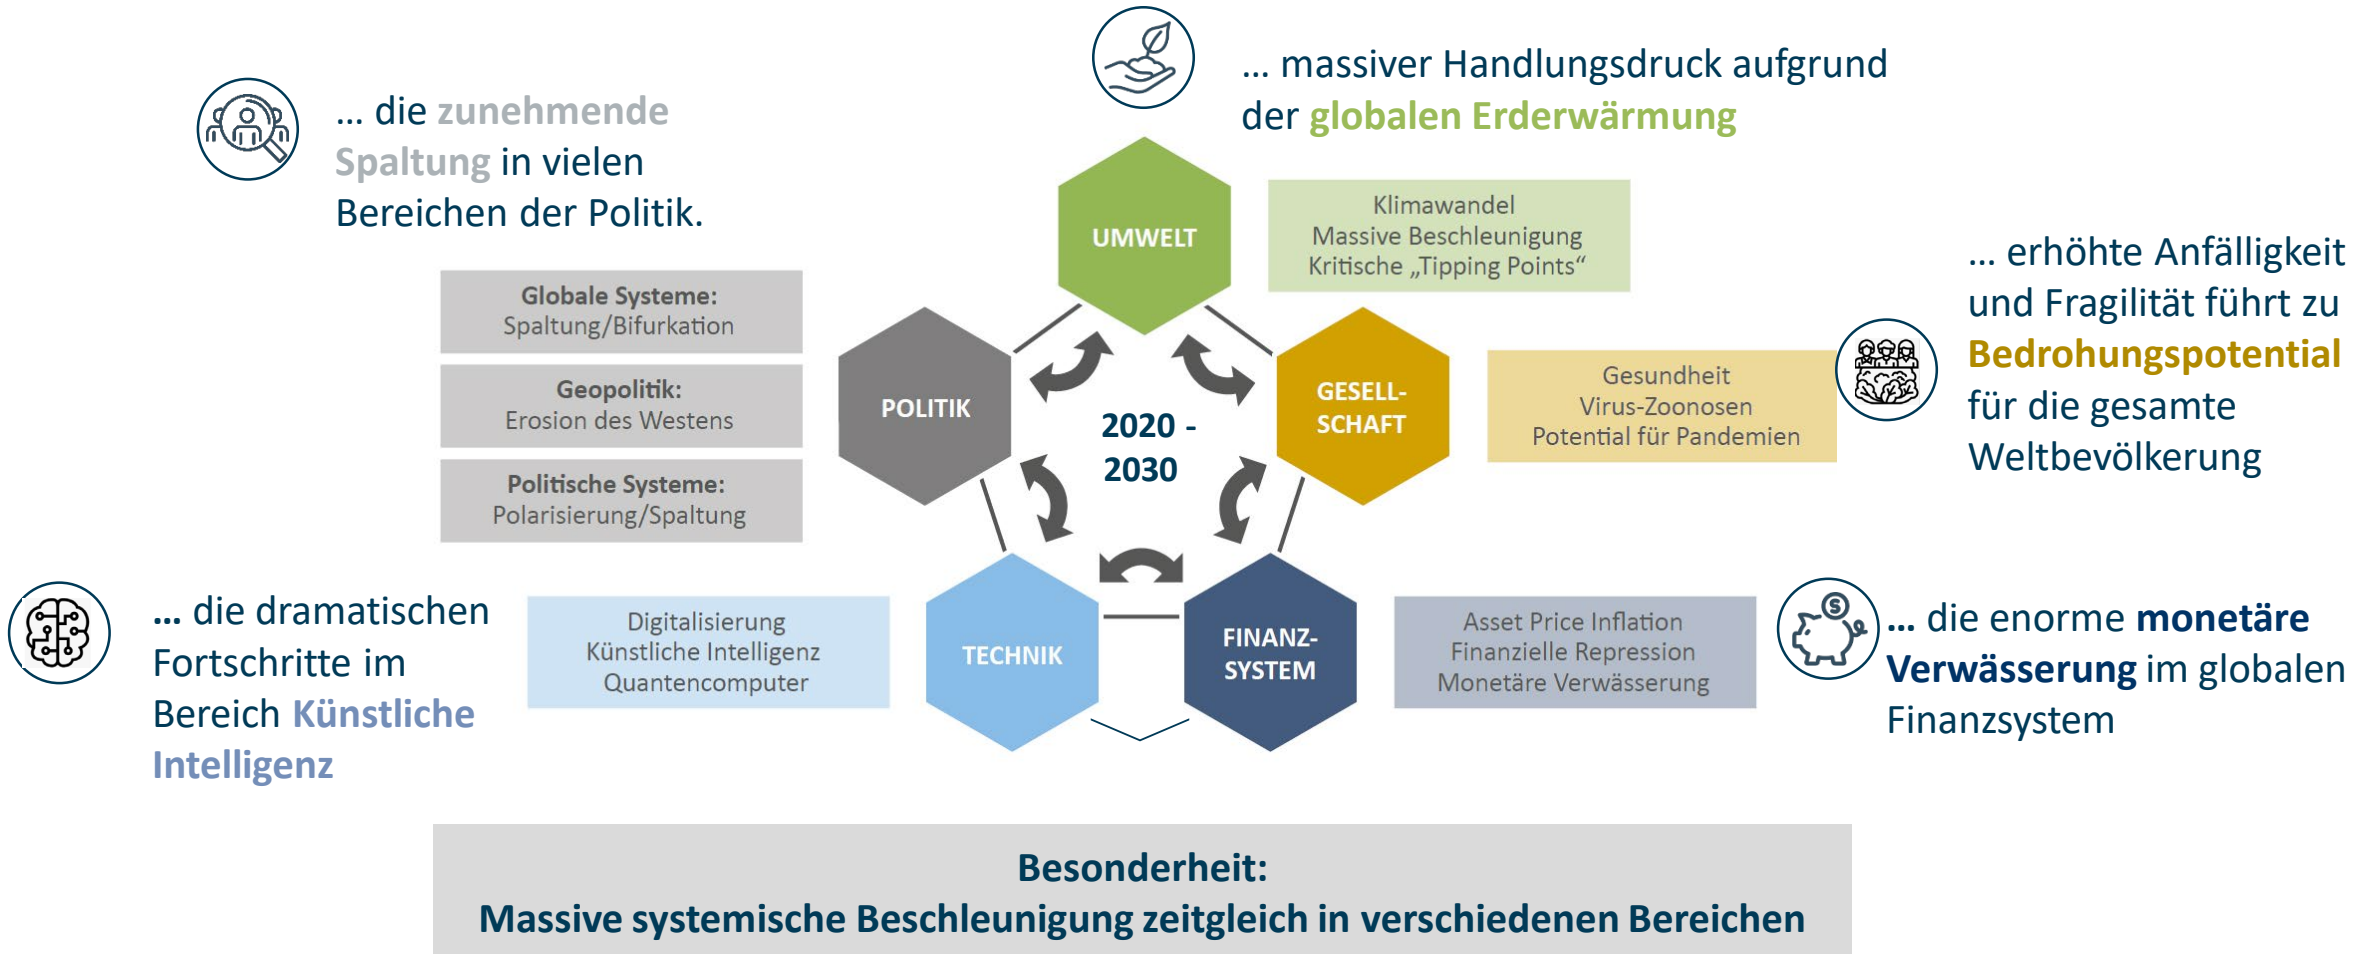 ... massiver Handlungsdruck aufgrund
der globalen Erderwärmung
... die zunehmende
Spaltung in vielen
Bereichen der Politik.
UMWELT
Klimawandel
Massive Beschleunigung
Kritische „Tipping Points“
... erhöhte Anfälligkeit
und Fragilität führt zu
Bedrohungspotential
für die gesamte
Weltbevölkerung
Globale Systeme:
Spaltung/Bifurkation
Geopolitik:
Erosion des Westens
Politische Systeme:
Polarisierung/Spaltung
POLITIK
2020 -
2030
GESELL-
SCHAFT
Gesundheit
Virus-Zoonosen
Potential für Pandemien
... die dramatischen
Fortschritte im
Bereich Künstliche
Intelligenz
Digitalisierung
Künstliche Intelligenz
Quantencomputer
TECHNIK
FINANZ-
SYSTEM
Asset Price Inflation
Finanzielle Repression
Monetäre Verwässerung
S
... die enorme monetäre
Verwässerung im globalen
Finanzsystem
Besonderheit:
Massive systemische Beschleunigung zeitgleich in verschiedenen Bereichen